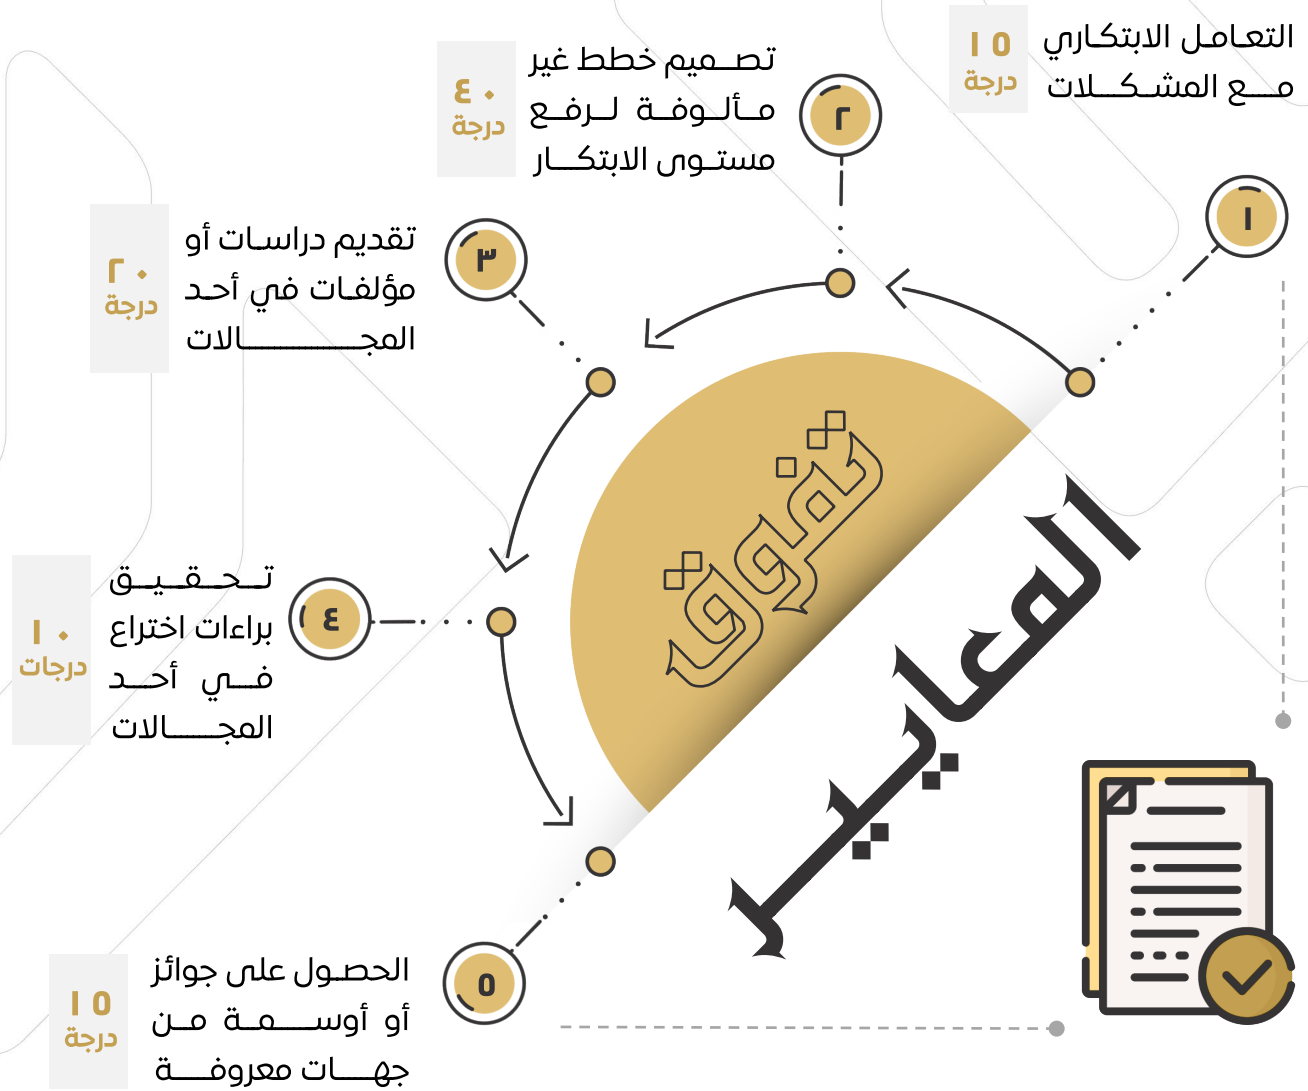 المعايير
تفوق
١
التعامل الابتكاري
مع المشكلات
١٥
درجة
٢
تصميم خطط غير
مألوفة لرفع
مستوى الابتكار
٤٠
درجة
٣
تقديم دراسات أو
مؤلفات في أحد
المجالات
٢٠
درجة
٤
تحقيق
براءات اختراع
في أحد
المجالات
١٠
درجات
٥
الحصول على جوائز
أو أوسمة من
جهات معروفة
١٥
درجة